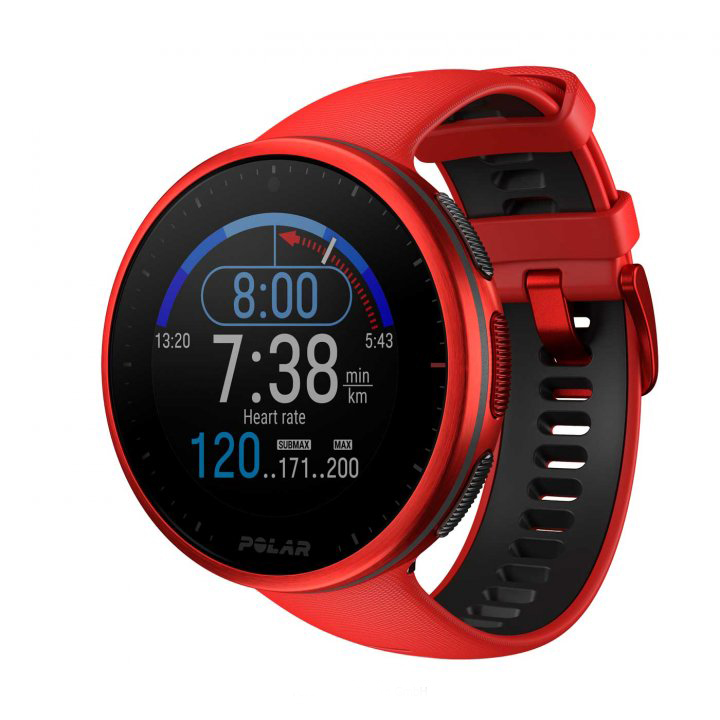 8:00
13:20 5:43
7:38 min
km
Heart rate
SUBMAX MAX
120..171..200
POLAR